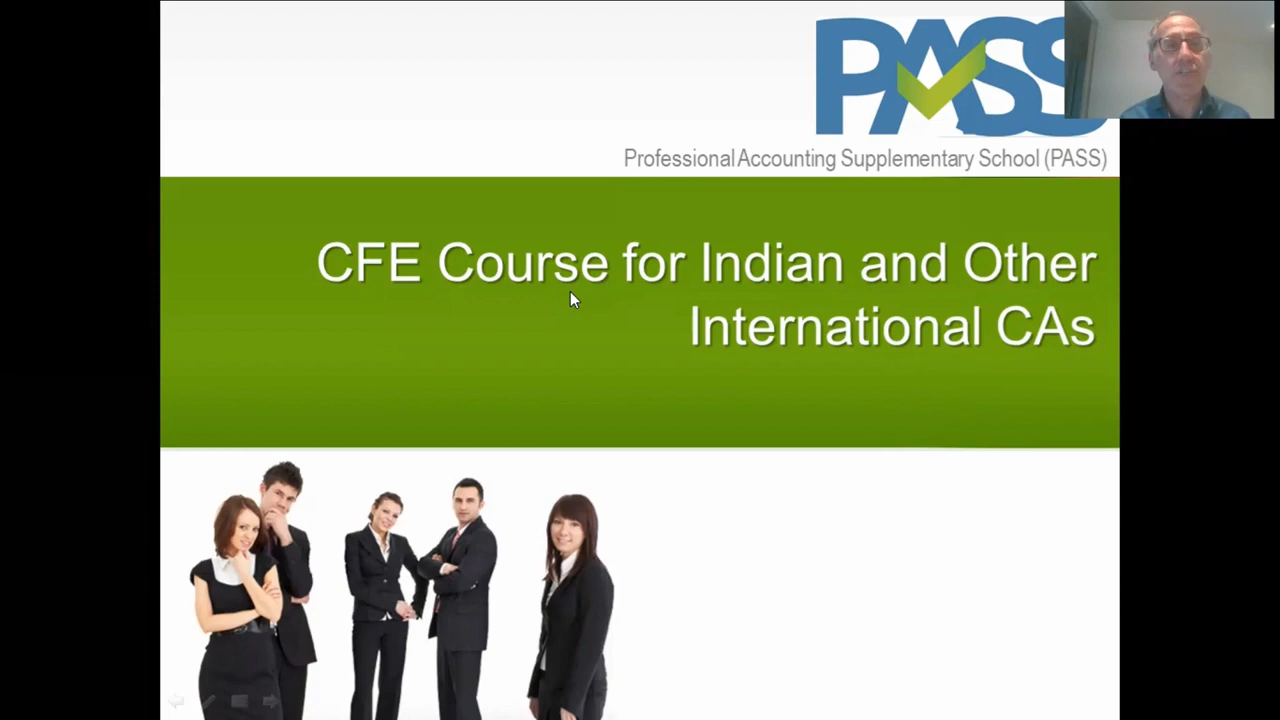 PASS
Professional Accounting Supplementary School (PASS)
CFE Course for Indian and Other
International CAs